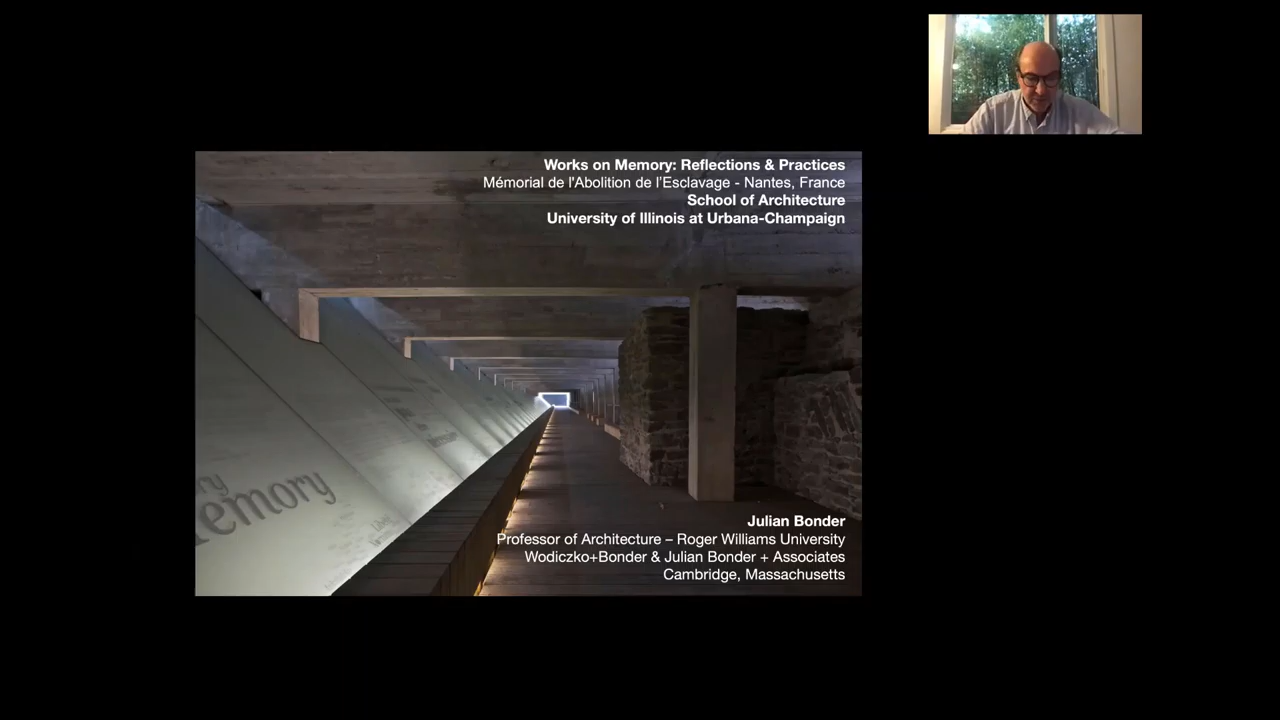 Works on Memory: Reflections & Practices
Mémorial de l'Abolition de l'Esclavage - Nantes, France
School of Architecture
University of Illinois at Urbana-Champaign
Memory
Julian Bonder
Professor of Architecture – Roger Williams University
Wodiczko+Bonder & Julian Bonder + Associates
Cambridge, Massachusetts